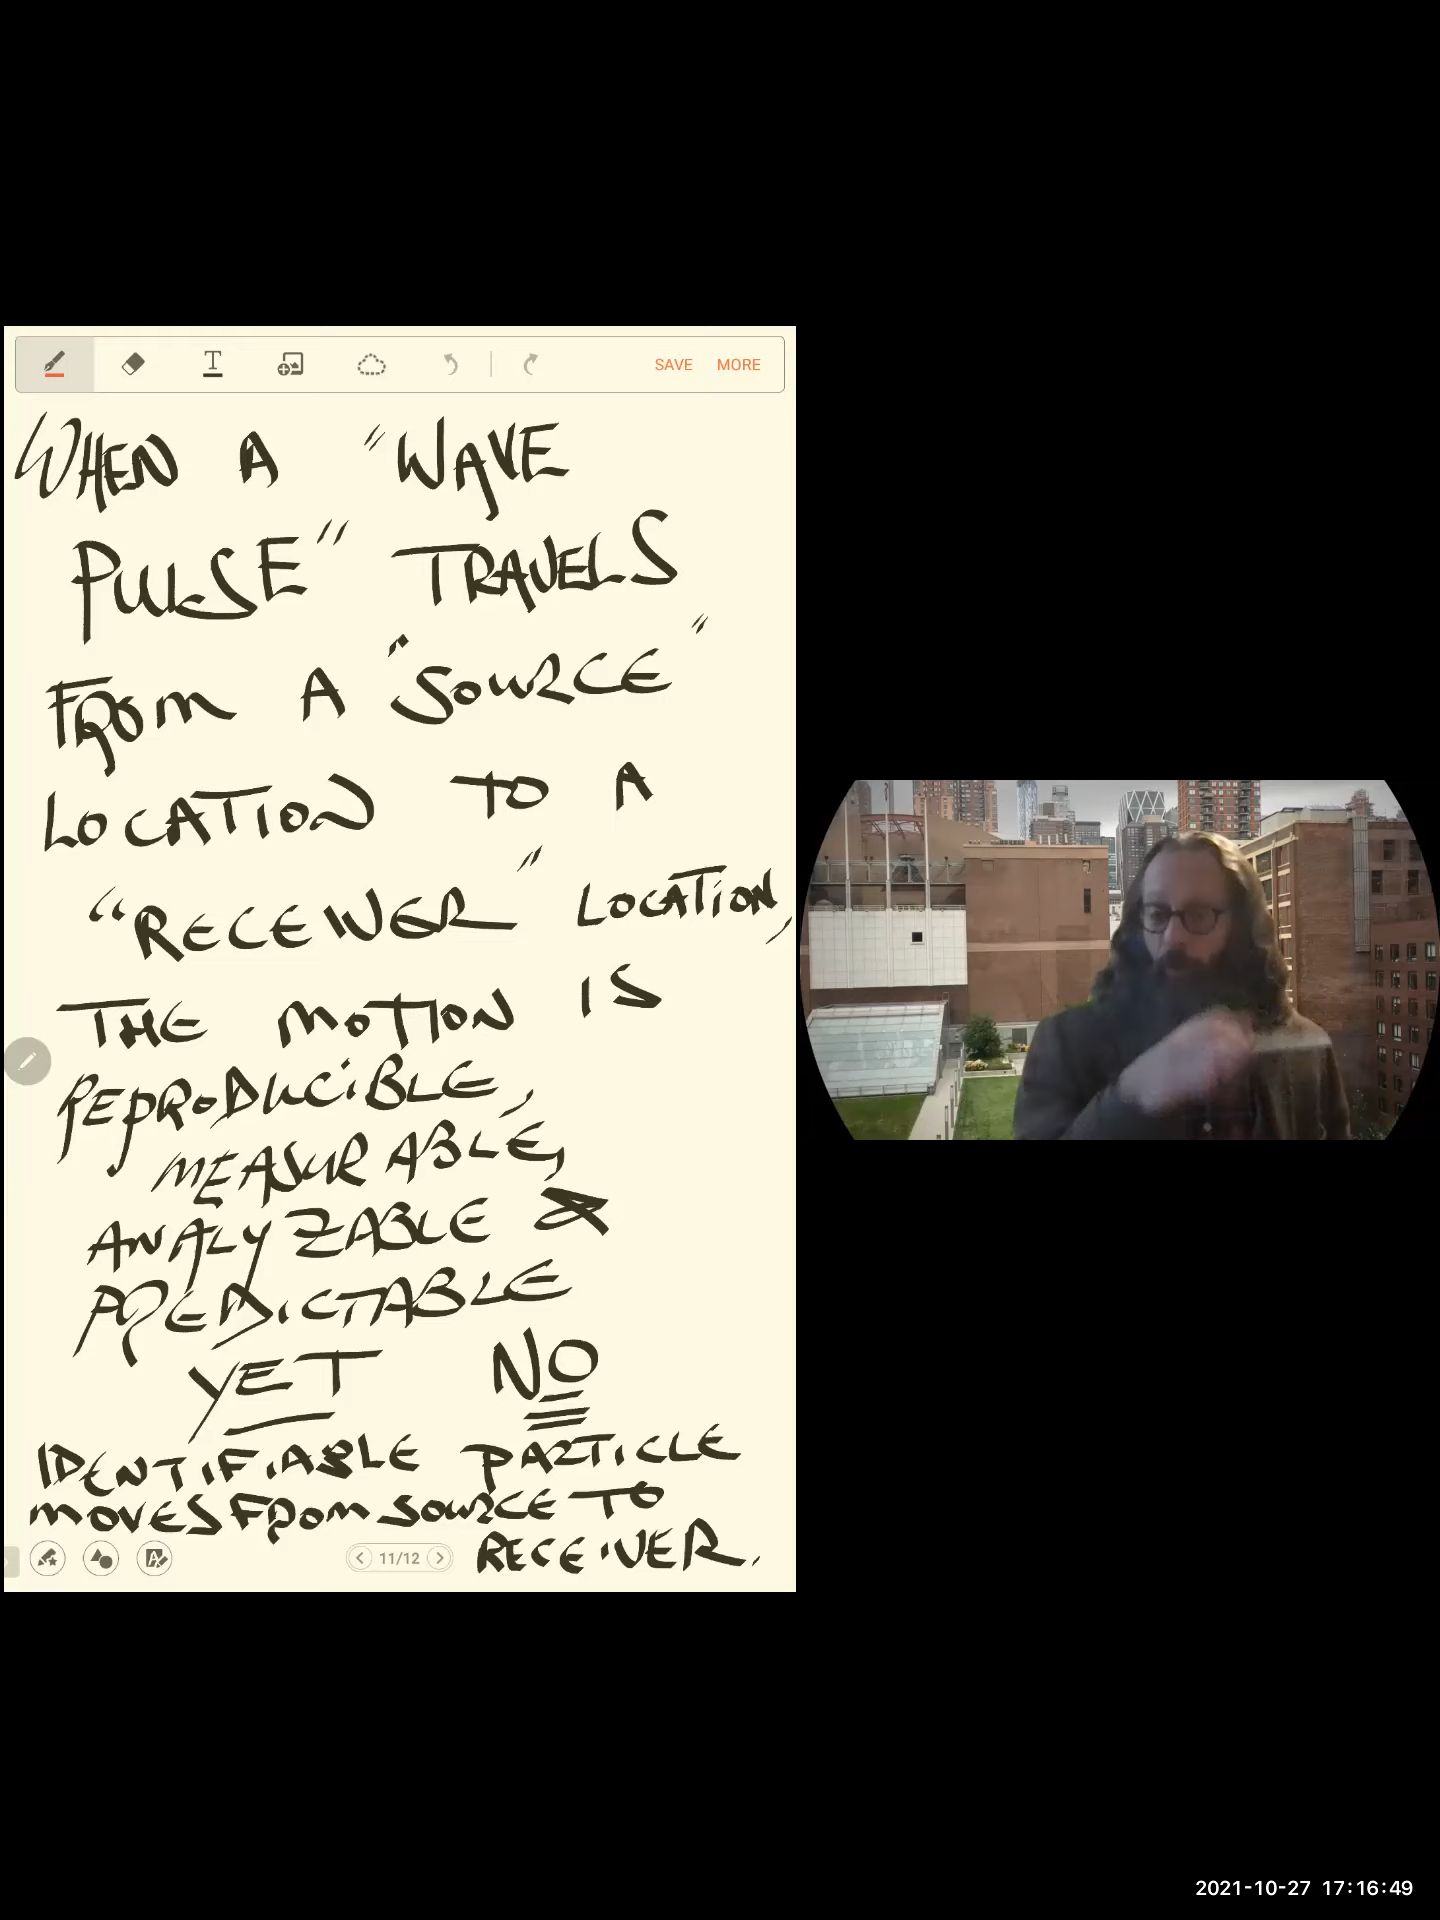 T
SAVE MORE
WHEN A "WAVE
PULSE" TRAVELS
FROM A "SOURCE"
LOCATION TO A
"RECEIVER" LOCATION,
THE MOTION IS
REPRODUCIBLE,
MEASURABLE,
ANALYZABLE &
PREDICTABLE
YET NO
IDENTIFIABLE PARTICLE
MOVES FROM SOURCE TO
RECEIVER.
A 11/12
2021-10-27 17:16:49